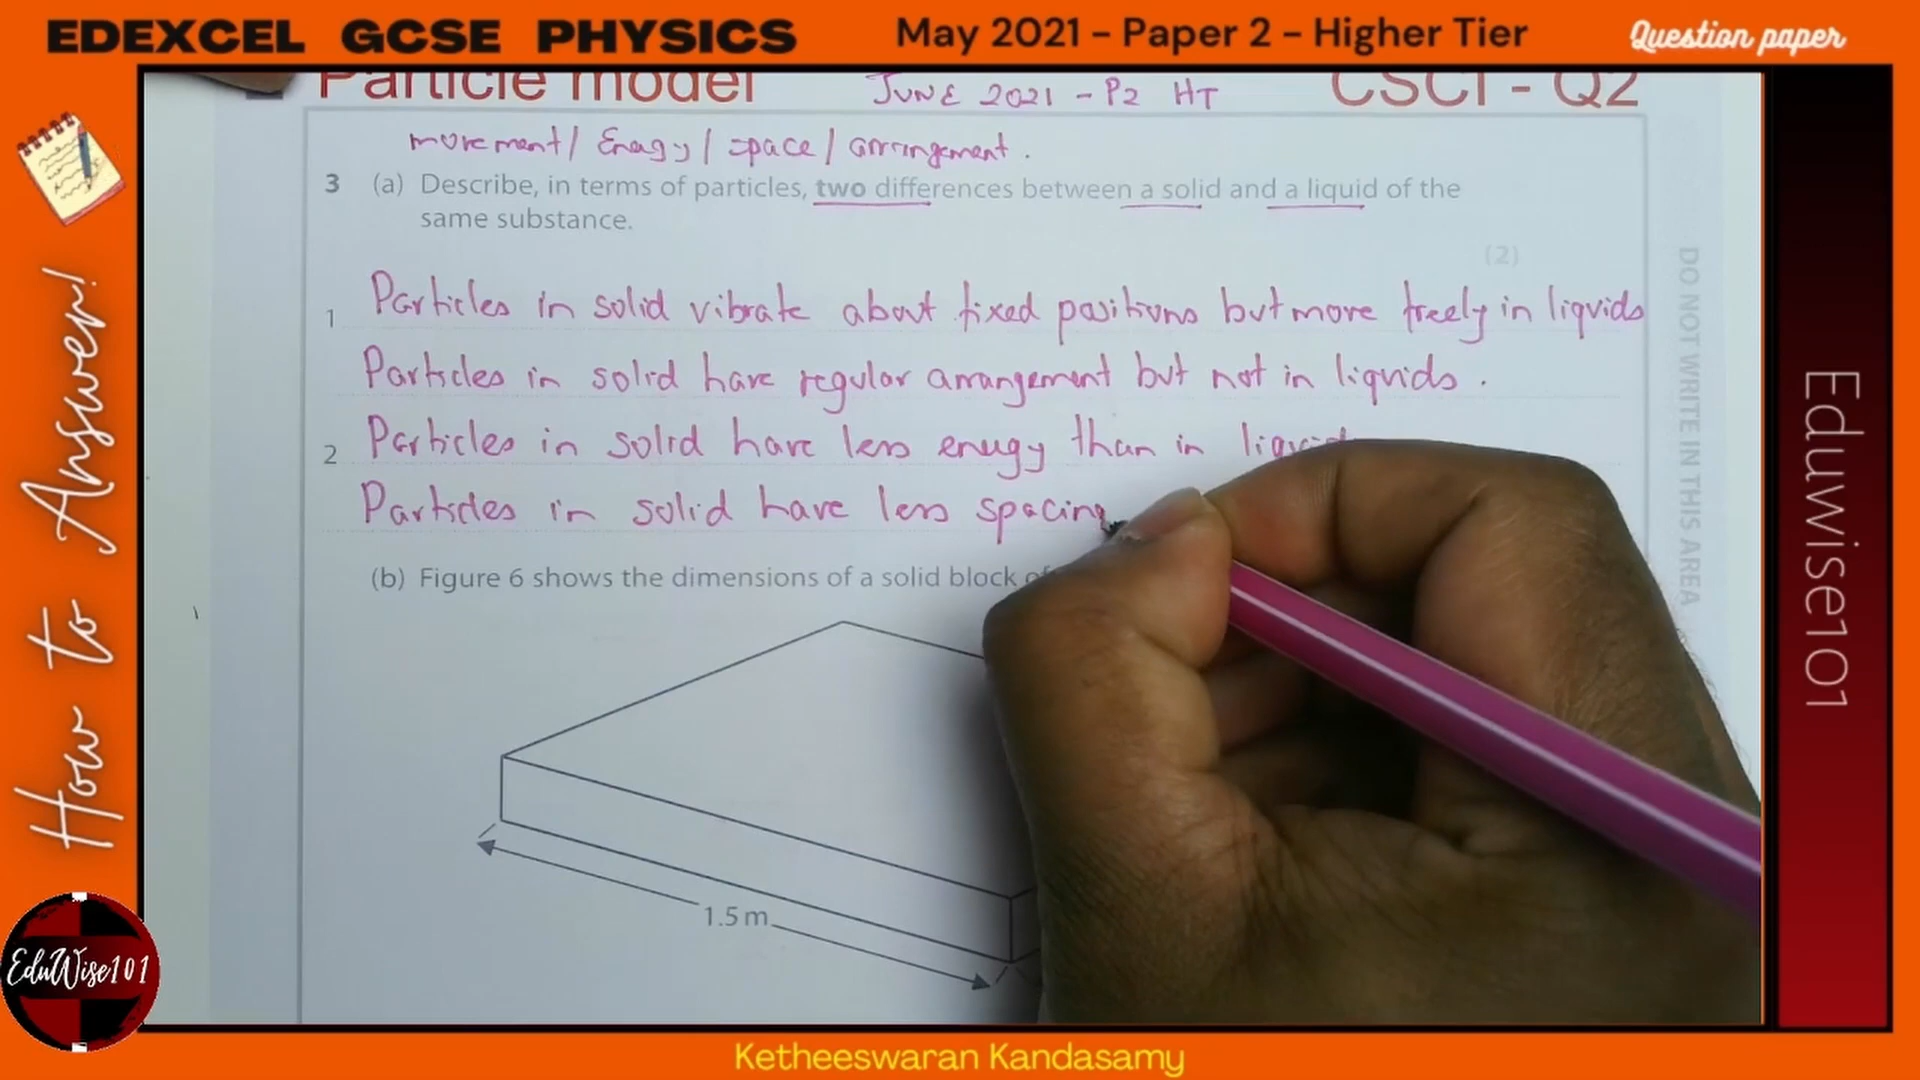 EDEXCEL GCSE PHYSICS
May 2021 - Paper 2 - Higher Tier
Question paper
Particle model
JUNE 2021 - P2 HT
CSCI - Q2
movement / Energy / space / arrangement.
3 (a) Describe, in terms of particles, two differences between a solid and a liquid of the
same substance.
(2)
1 Particles in solid vibrate about fixed positions but move freely in liquids
Particles in solid have regular arrangement but not in liquids.
2 Particles in solid have less energy than in
Particles in solid have less spacing
(b) Figure 6 shows the dimensions of a solid block
1.5 m
DO NOT WRITE IN THIS AREA
How to Answer!
EduWise101
Eduwise101
Ketheeswaran Kandasamy